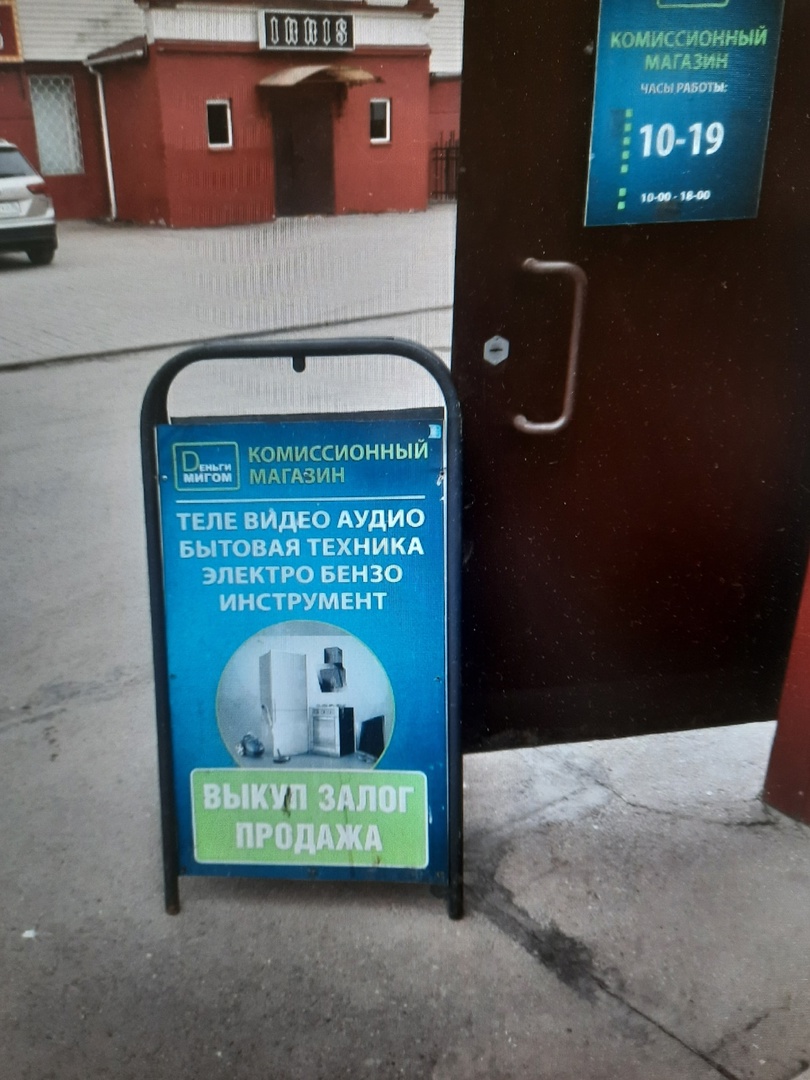 IRRIS
КОМИССИОННЫЙ
МАГАЗИН
ЧАСЫ РАБОТЫ:
10-19
10-00 - 18-00
Деньги
МИГОМ
КОМИССИОННЫЙ
МАГАЗИН
ТЕЛЕ ВИДЕО АУДИО
БЫТОВАЯ ТЕХНИКА
ЭЛЕКТРО БЕНЗО
ИНСТРУМЕНТ
ВЫКУП ЗАЛОГ
ПРОДАЖА